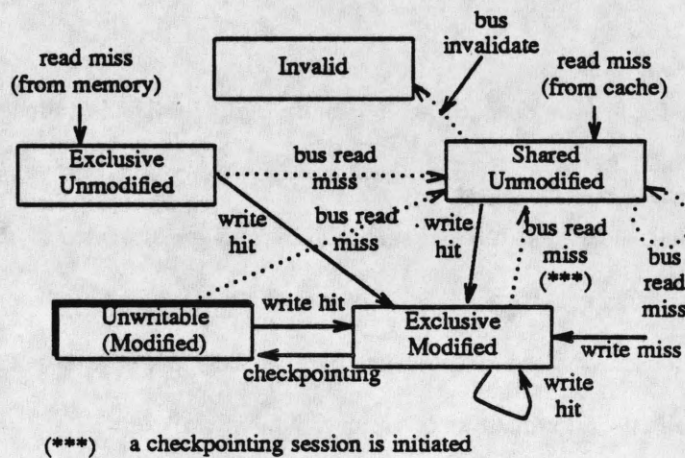 bus
invalidate
read miss
(from memory)
Invalid
read miss
(from cache)
Exclusive
Unmodified
bus read
miss
Shared
Unmodified
write
hit
bus read
miss
write
hit
bus read
miss
(***)
bus
read
miss
Unwritable
(Modified)
write hit
Exclusive
Modified
checkpointing
write miss
write
hit
(***) a checkpointing session is initiated